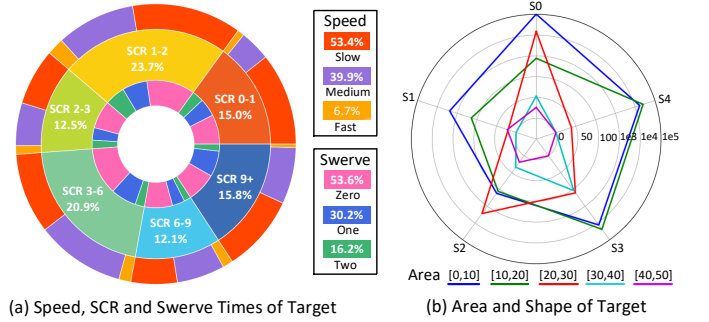 SCR 1-2
23.7%
SCR 0-1
15.0%
SCR 9+
15.8%
SCR 6-9
12.1%
SCR 3-6
20.9%
SCR 2-3
12.5%
Speed
53.4%
Slow
39.9%
Medium
6.7%
Fast
Swerve
53.6%
Zero
30.2%
One
16.2%
Two
(a) Speed, SCR and Swerve Times of Target
S0
S1
S4
0 50 100 1e3 1e4 1e5
S2
S3
Area [0,10] [10,20] [20,30] [30,40] [40,50]
(b) Area and Shape of Target